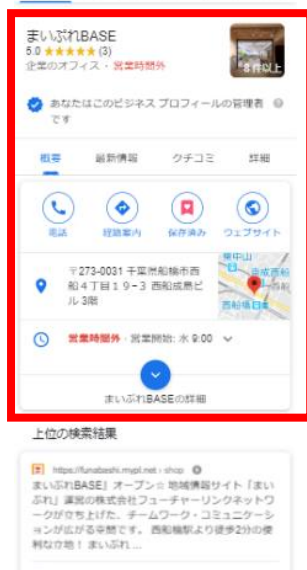 まいぷれBASE
5.0 ★★★★★ (3)
企業のオフィス・営業時間外
8 件以上
あなたはこのビジネス プロフィールの管理者
です
概要 最新情報 クチコミ 詳細
電話 経路案内 保存済み ウェブサイト
〒273-0031 千葉県船橋市西
船4丁目19-3 西船成島ビ
ル 3階
東中山
京成西船
西船橋
営業時間外・営業開始: 水 9:00
まいぷれBASEの詳細
上位の検索結果
https://funabashi.mypl.net › shop
まいぷれBASE』オープン☆ 地域情報サイト「まい
ぷれ」運営の株式会社フューチャーリンクネットワ
ークが立ち上げた、チームワーク・コミュニケーシ
ョンが広がる空間です。 西船橋駅より徒歩2分の便
利な立地！ まいぷれ ...